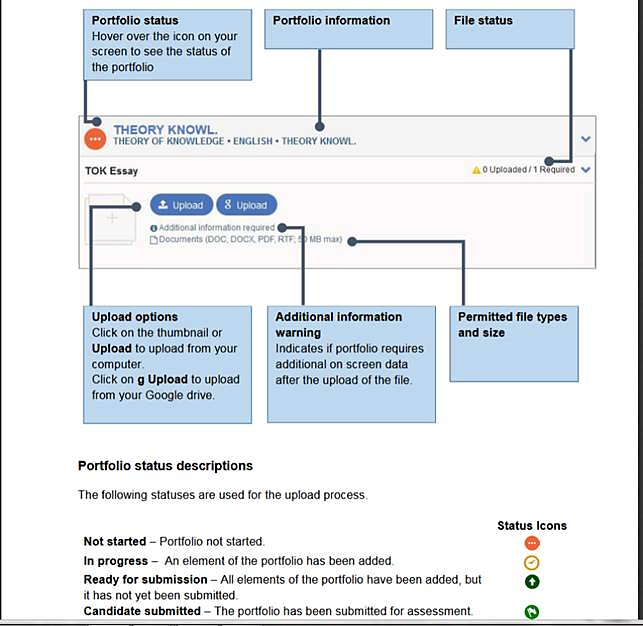 Portfolio status
Hover over the icon on your
screen to see the status of
the portfolio
Portfolio information
File status
THEORY KNOWL.
THEORY OF KNOWLEDGE • ENGLISH • THEORY KNOWL.
TOK Essay
0 Uploaded / 1 Required
Upload
g Upload
Additional information required
Documents (DOC, DOCX, PDF, RTF; 50 MB max)
Upload options
Click on the thumbnail or
Upload to upload from your
computer.
Click on g Upload to upload
from your Google drive.
Additional information
warning
Indicates if portfolio requires
additional on screen data
after the upload of the file.
Permitted file types
and size
Portfolio status descriptions
The following statuses are used for the upload process.
Status Icons
Not started – Portfolio not started.
In progress – An element of the portfolio has been added.
Ready for submission – All elements of the portfolio have been added, but
it has not yet been submitted.
Candidate submitted – The portfolio has been submitted for assessment.